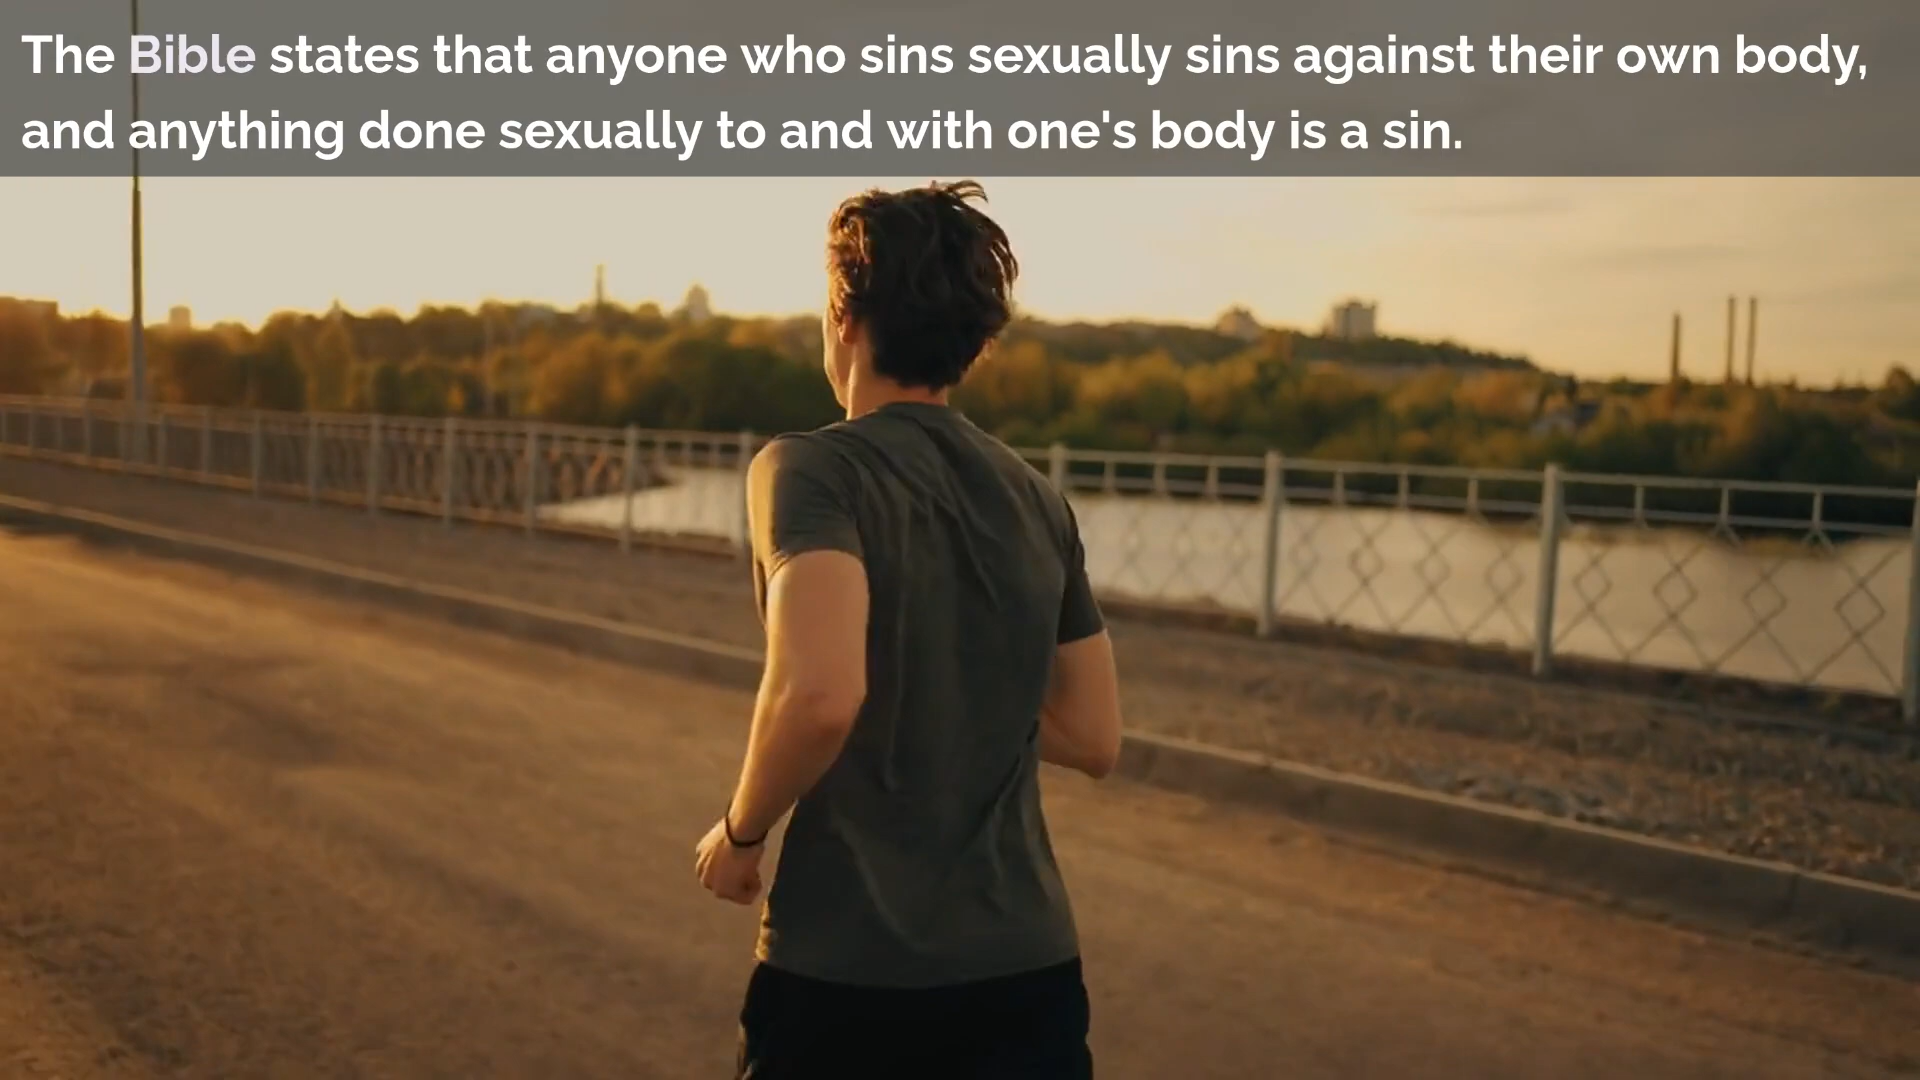 The Bible states that anyone who sins sexually sins against their own body,
and anything done sexually to and with one's body is a sin.